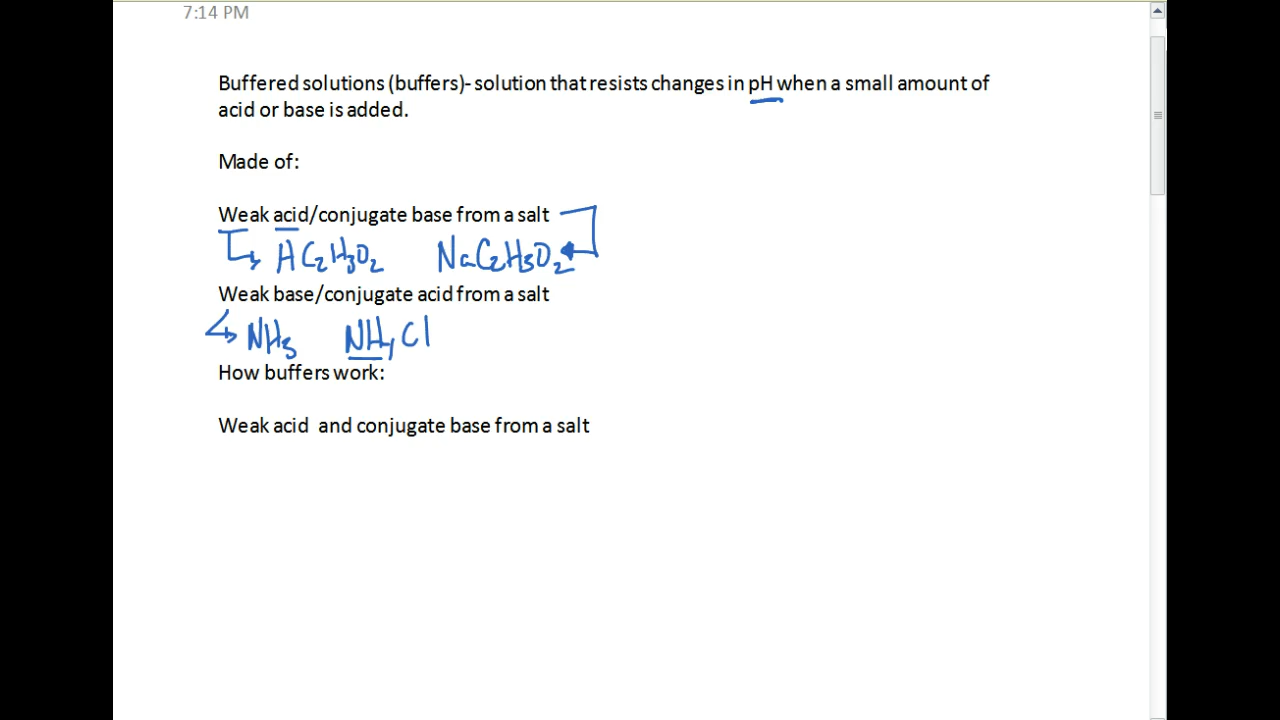 7:14 PM
Buffered solutions (buffers)- solution that resists changes in pH when a small amount of
acid or base is added.
Made of:
Weak acid/conjugate base from a salt
HC₂H₃O₂ NaC₂H₃O₂
Weak base/conjugate acid from a salt
NH₃ NH₄Cl
How buffers work:
Weak acid and conjugate base from a salt